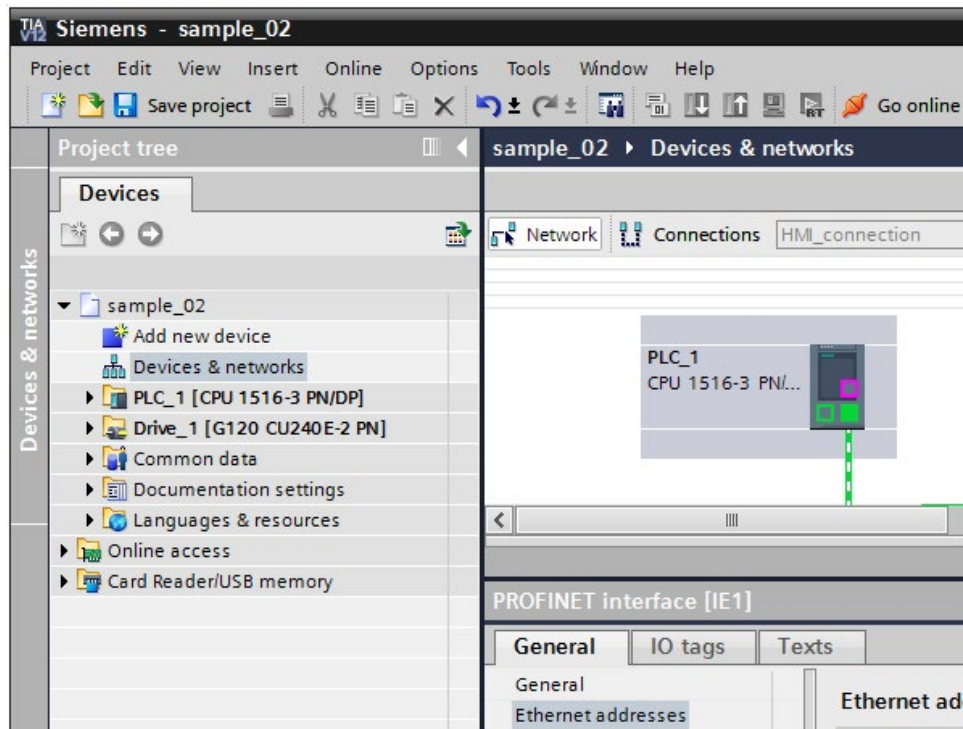 TIA V12 Siemens - sample_02
Project Edit View Insert Online Options Tools Window Help
Save project Go online
Project tree
sample_02 ▸ Devices & networks
Devices
Network Connections HMI_connection
Devices & networks
sample_02
Add new device
Devices & networks
PLC_1 [CPU 1516-3 PN/DP]
Drive_1 [G120 CU240E-2 PN]
Common data
Documentation settings
Languages & resources
Online access
Card Reader/USB memory
PLC_1
CPU 1516-3 PN/...
PROFINET interface [IE1]
General IO tags Texts
General
Ethernet addresses
Ethernet ad